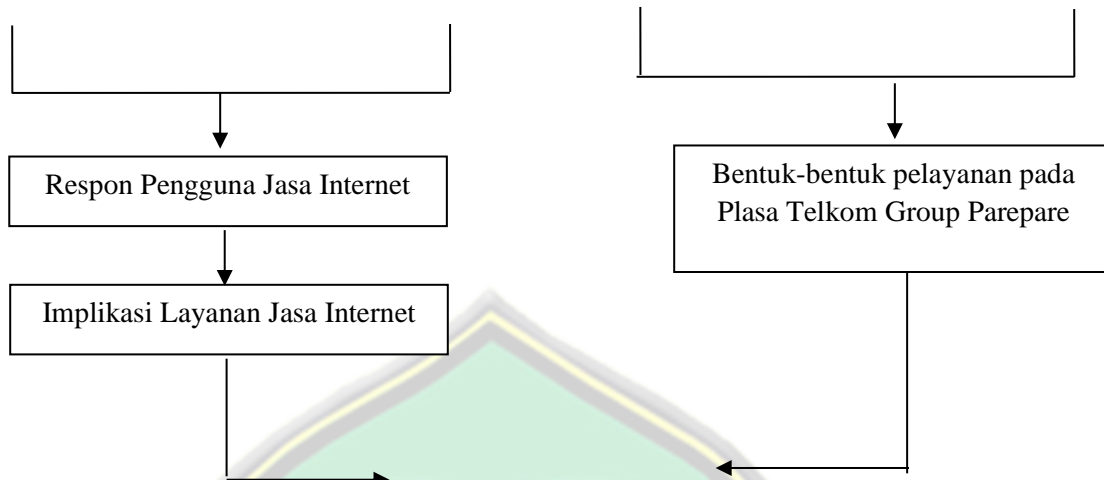 Respon Pengguna Jasa Internet
Implikasi Layanan Jasa Internet
Bentuk-bentuk pelayanan pada
Plasa Telkom Group Parepare